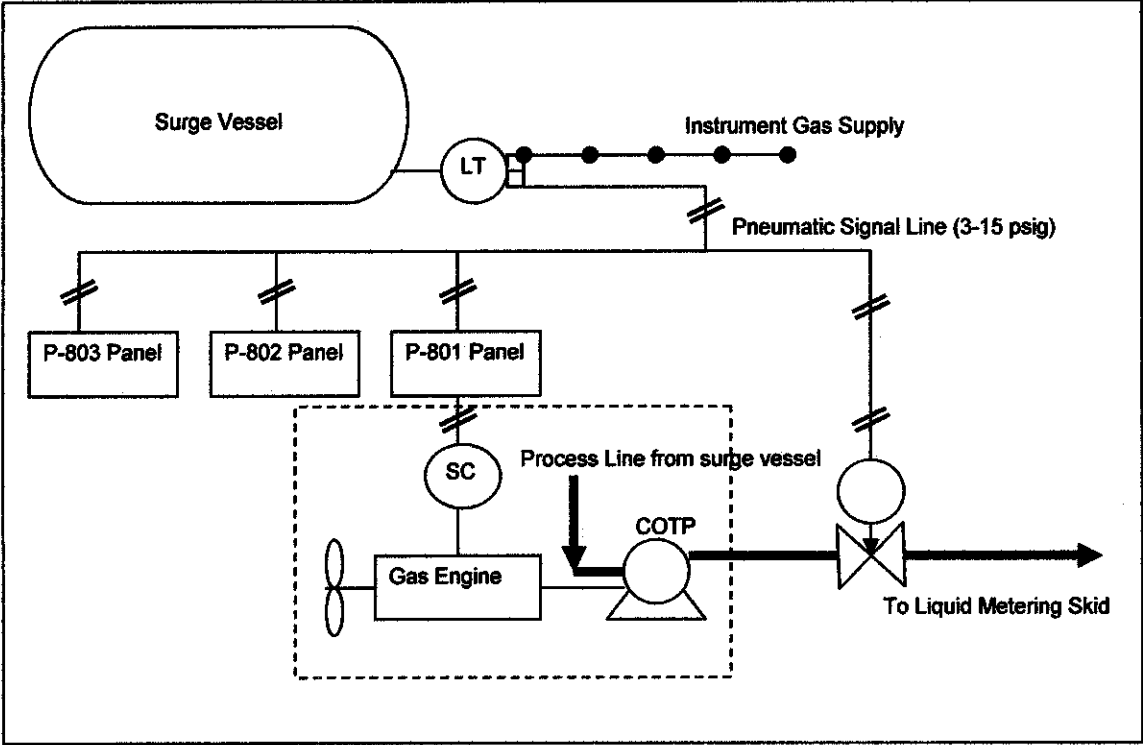 Surge Vessel
LT
Instrument Gas Supply
Pneumatic Signal Line (3-15 psig)
P-803 Panel
P-802 Panel
P-801 Panel
SC
Process Line from surge vessel
COTP
Gas Engine
To Liquid Metering Skid